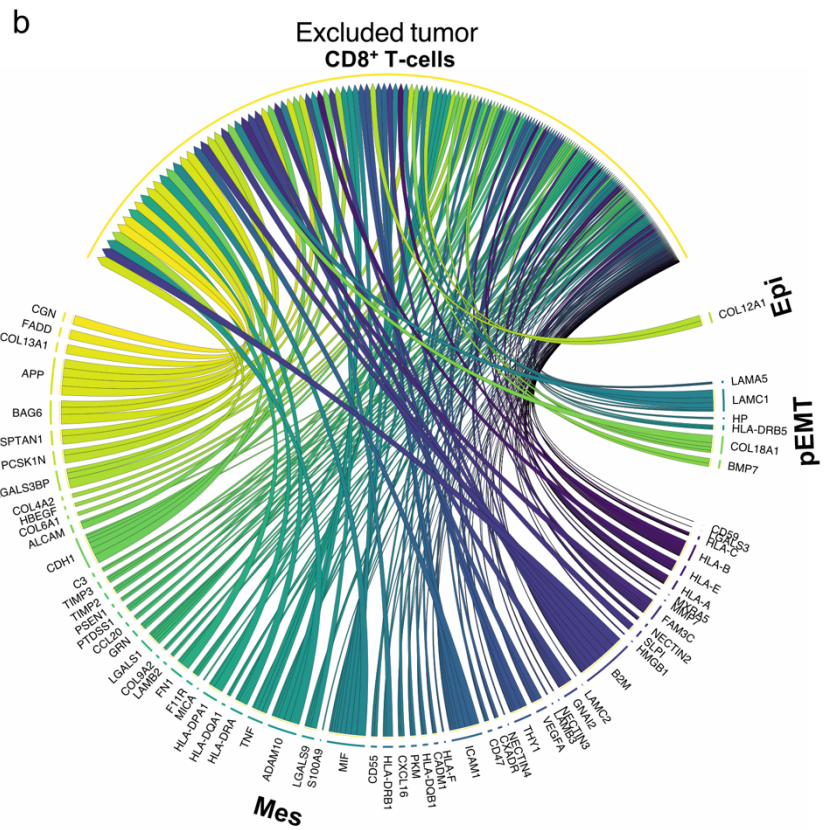 b
Excluded tumor
CD8⁺ T-cells
Epi
COL12A1
pEMT
LAMA5
LAMC1
HP
HLA-DRB5
COL18A1
BMP7
CD59
LGALS3
HLA-C
HLA-B
HLA-E
HLA-A
MXRA5
MMP7
FAM3C
NECTIN2
SLPI
HMGB1
B2M
LAMC2
GNAI2
NECTIN3
LAMB3
VEGFA
THY1
NECTIN4
CXADR
CD47
ICAM1
HLA-F
CADM1
HLA-DQB1
PKM
CXCL16
HLA-DRB1
CD55
MIF
S100A9
LGALS9
ADAM10
TNF
HLA-DRA
HLA-DQA1
HLA-DPA1
MICA
F11R
FN1
LAMB2
COL9A2
LGALS1
GRN
CCL20
PTDSS1
PSEN1
TIMP2
TIMP3
C3
CDH1
ALCAM
COL6A1
HBEGF
COL4A2
GALS3BP
PCSK1N
SPTAN1
BAG6
APP
COL13A1
FADD
CGN
Mes